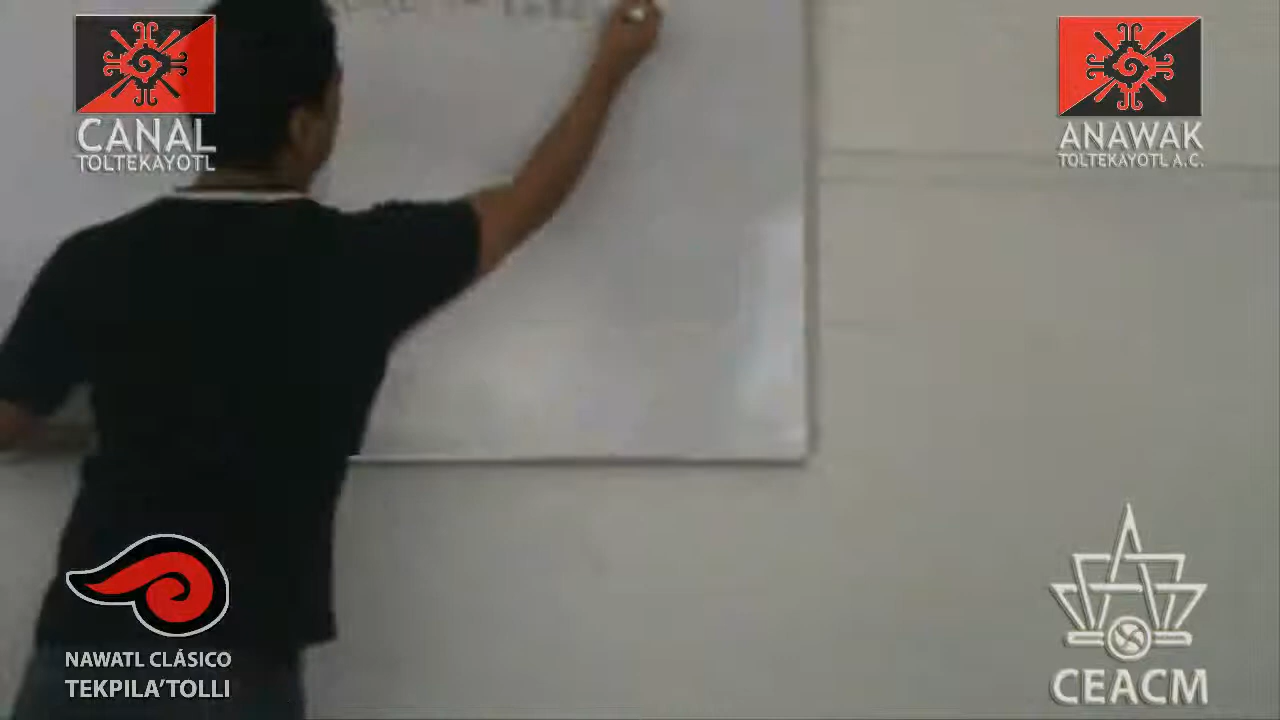 CANAL
TOLTEKAYOTL
ANAWAK
TOLTEKAYOTL A.C.
NAWATL CLÁSICO
TEKPILA'TOLLI
CEACM